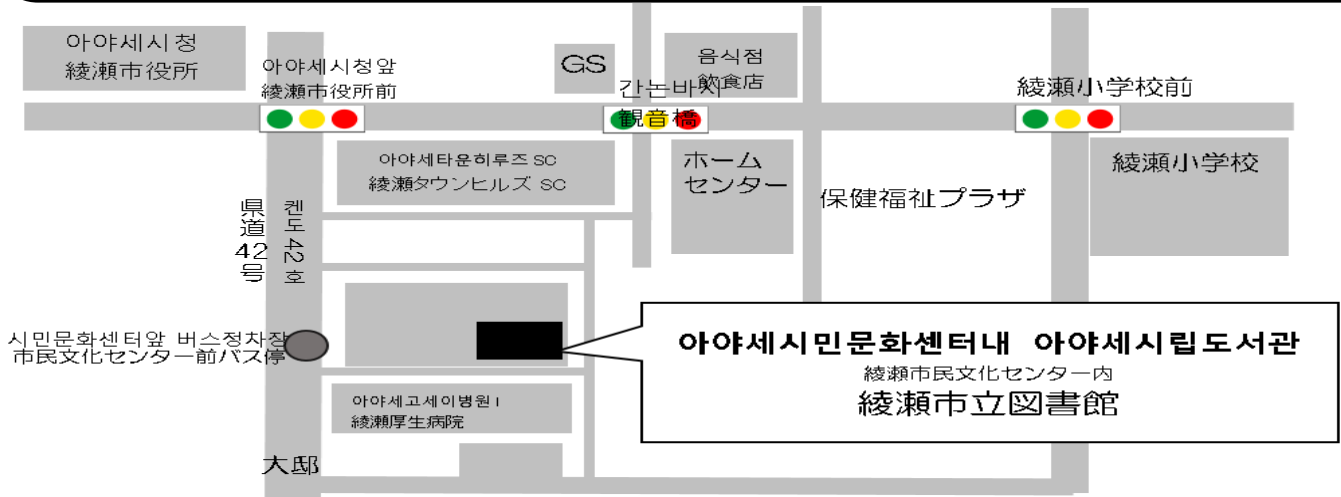 아야세시청
綾瀬市役所
아야세시청앞
綾瀬市役所前
GS
음식점
飲食店
간논바시
観音橋
綾瀬小学校前
아야세타운히루즈 SC
綾瀬タウンヒルズ SC
ホーム
センター
保健福祉プラザ
綾瀬小学校
県道42号
켄도42호
시민문화센터앞 버스정차장
市民文化センター前バス停
아야세시민문화센터내 아야세시립도서관
綾瀬市民文化センター内
綾瀬市立図書館
아야세고세이병원I
綾瀬厚生病院
大邸